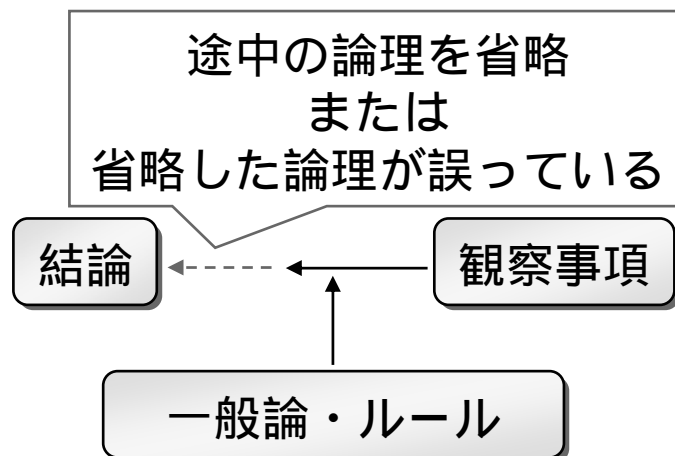 途中の論理を省略
または
省略した論理が誤っている
結論
観察事項
一般論・ルール